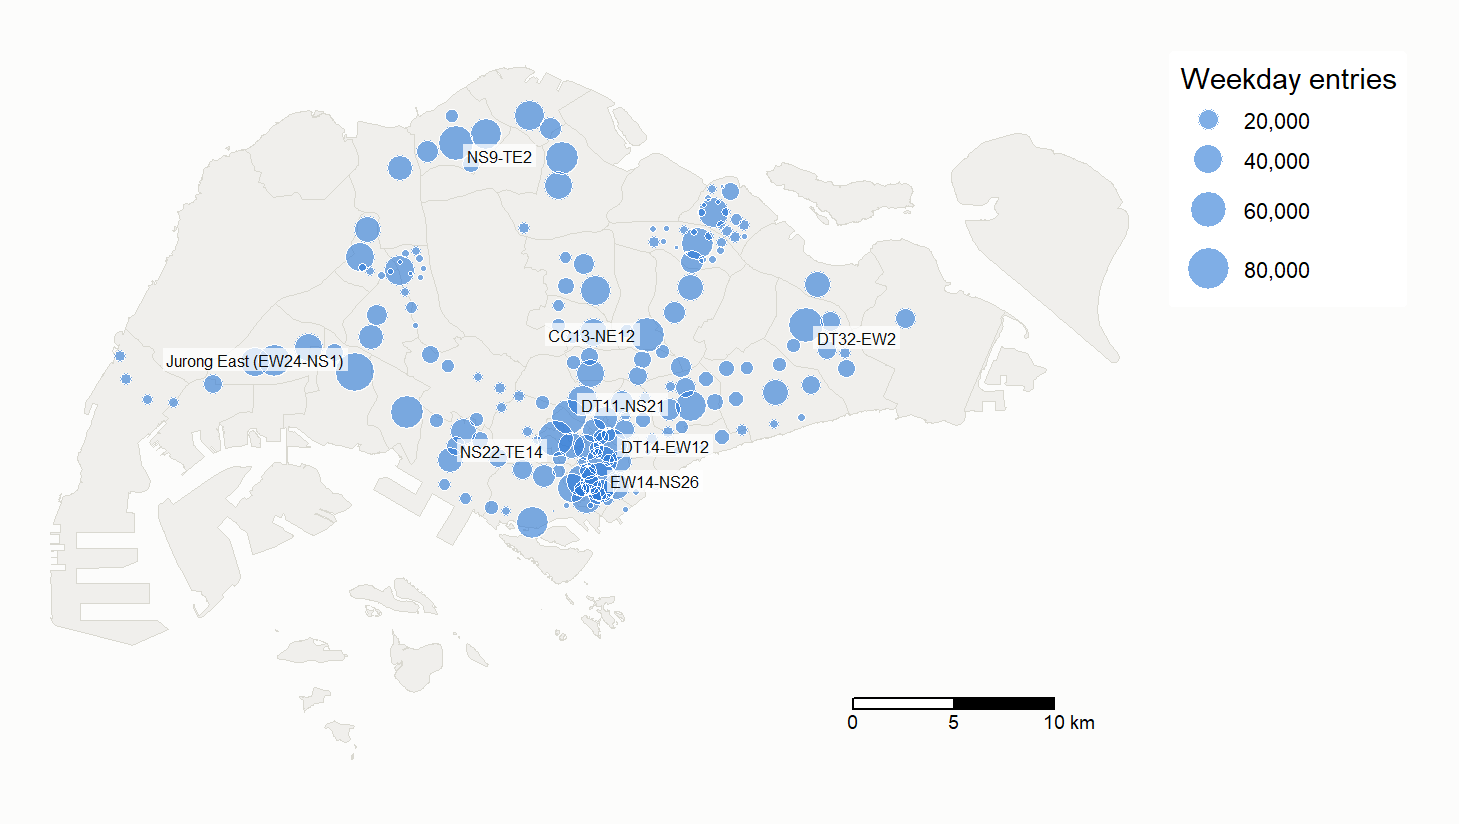 Weekday entries
20,000
40,000
60,000
80,000
NS9-TE2
CC13-NE12
DT32-EW2
Jurong East (EW24-NS1)
DT11-NS21
DT14-EW12
NS22-TE14
EW14-NS26
0 5 10 km